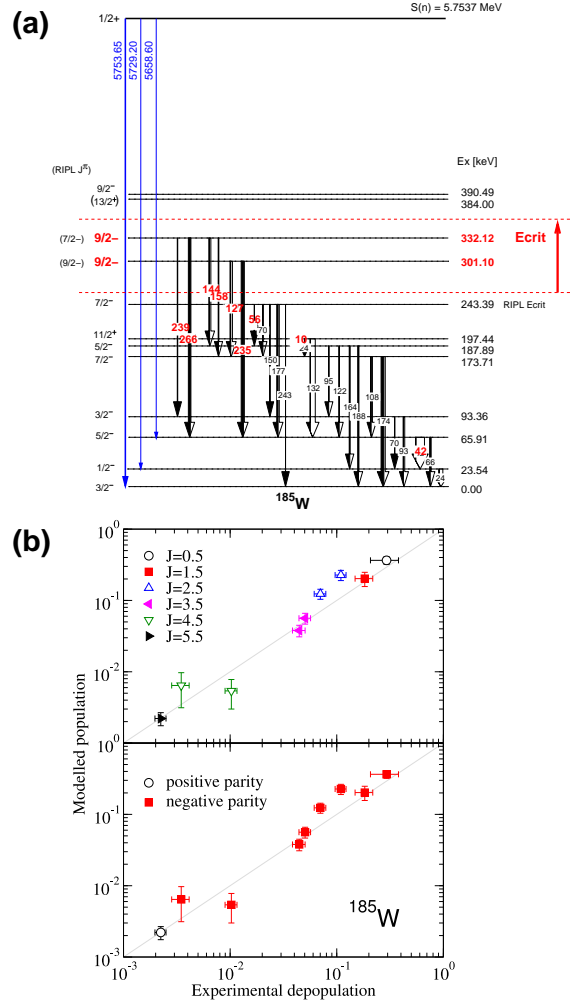 (a)
S(n) = 5.7537 MeV
1/2+
5753.65
5729.20
5658.60
(RIPL Jπ)
Ex [keV]
9/2− 390.49
(13/2+) 384.00
Ecrit
(7/2−) 9/2− 332.12
(9/2−) 9/2− 301.10
144
158
127
7/2− 243.39 RIPL Ecrit
239
266
56
70
235
11/2+ 197.44
5/2− 187.89
7/2− 173.71
10
24
150
177
243
132
95
122
164
188
108
174
3/2− 93.36
5/2− 65.91
70
93
42
66
24
1/2− 23.54
3/2− 0.00
185W
(b)
10^0
J=0.5
J=1.5
J=2.5
J=3.5
J=4.5
J=5.5
10^-1
10^-2
10^0
10^0
positive parity
negative parity
10^-1
10^-2
10^-3
185W
Modelled population
10^-3 10^-2 10^-1 10^0
Experimental depopulation